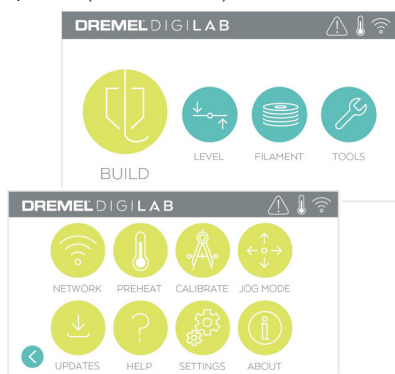 DREMEL DIGILAB
BUILD
LEVEL
FILAMENT
TOOLS
DREMEL DIGILAB
NETWORK PREHEAT CALIBRATE JOG MODE
UPDATES HELP SETTINGS ABOUT